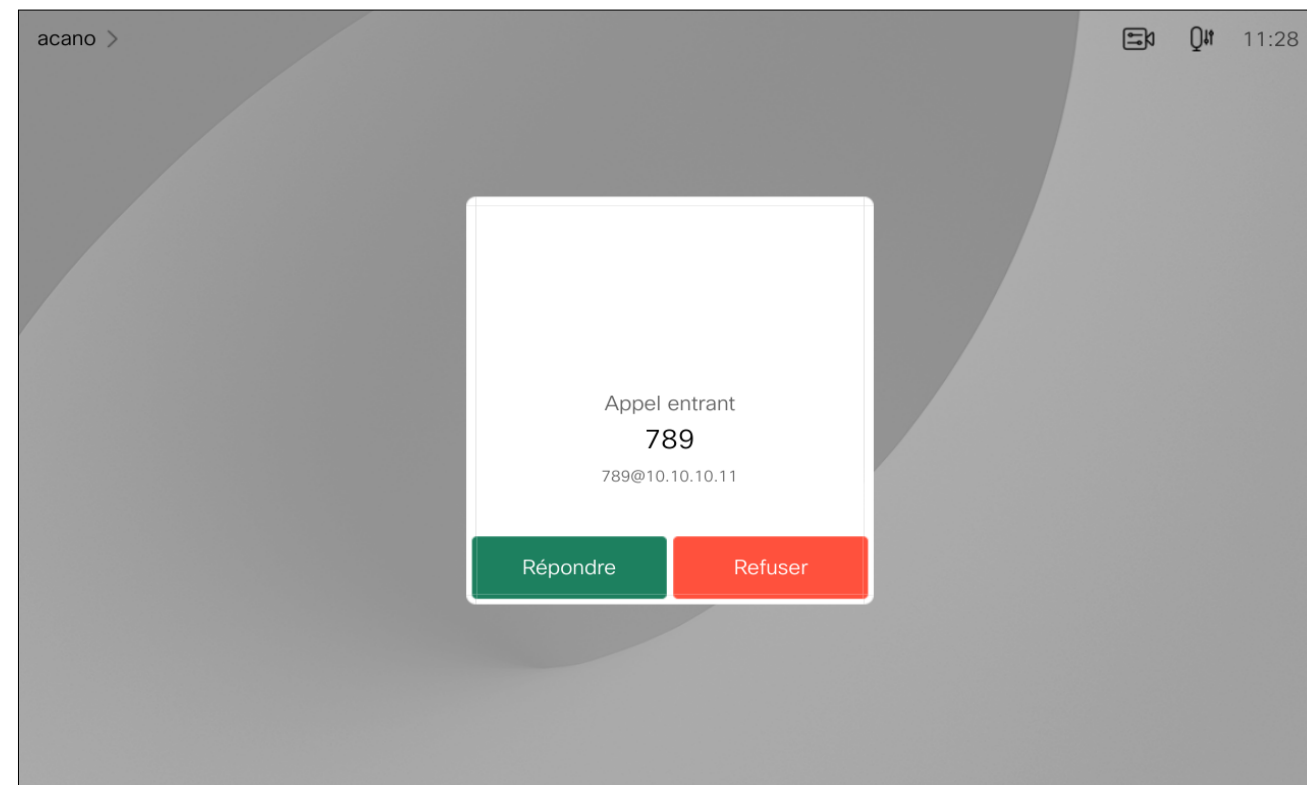 acano >
11:28
Appel entrant
789
789@10.10.10.11
Répondre
Refuser